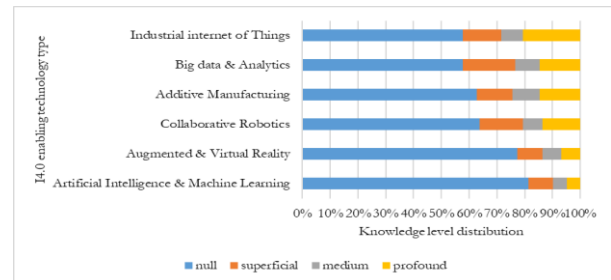 I4.0 enabling technology type
Industrial internet of Things
Big data & Analytics
Additive Manufacturing
Collaborative Robotics
Augmented & Virtual Reality
Artificial Intelligence & Machine Learning
0% 10% 20% 30% 40% 50% 60% 70% 80% 90% 100%
Knowledge level distribution
null superficial medium profound